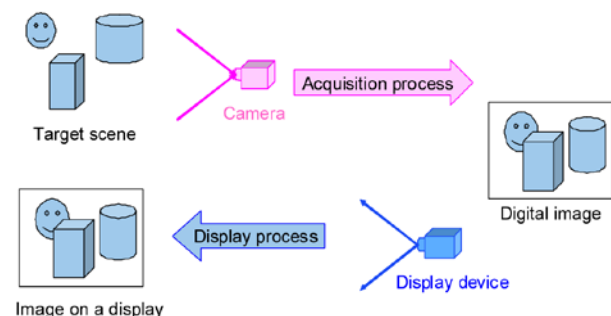 Target scene
Camera
Acquisition process
Digital image
Display process
Display device
Image on a display